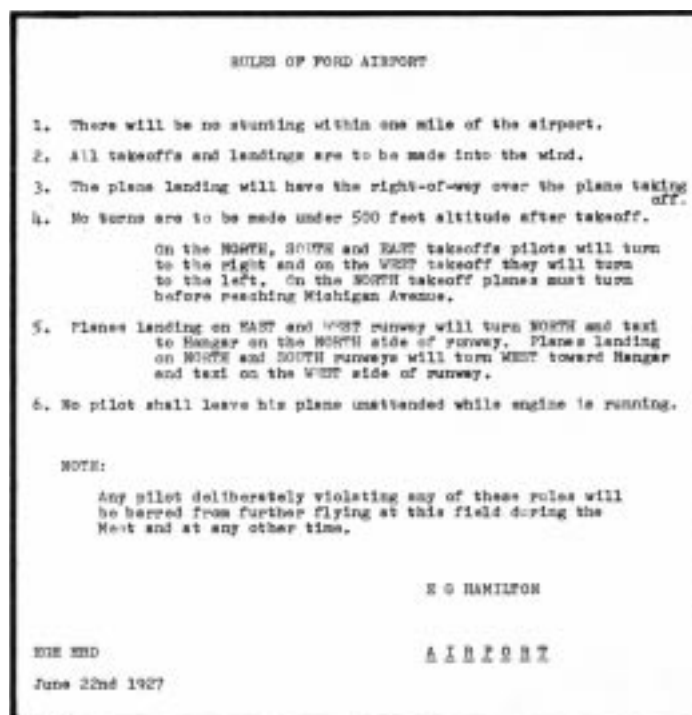 RULES OF FORD AIRPORT
1. There will be no stunting within one mile of the airport.
2. All takeoffs and landings are to be made into the wind.
3. The plane landing will have the right-of-way over the plane taking
off.
4. No turns are to be made under 500 feet altitude after takeoff.
On the NORTH, SOUTH and EAST takeoffs pilots will turn
to the right and on the WEST takeoff they will turn
to the left. On the NORTH takeoff planes must turn
before reaching Michigan Avenue.
5. Planes landing on EAST and WEST runway will turn NORTH and taxi
to Hangar on the NORTH side of runway. Planes landing
on NORTH and SOUTH runways will turn WEST toward Hangar
and taxi on the WEST side of runway.
6. No pilot shall leave his plane unattended while engine is running.
NOTE:
Any pilot deliberately violating any of these rules will
be barred from further flying at this field during the
Meet and at any other time.
E G HAMILTON
AIRPORT
June 22nd 1927